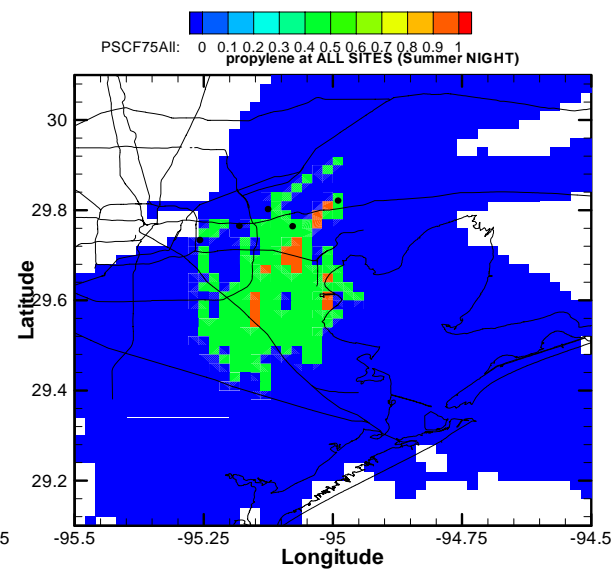 PSCF75All: 0 0.1 0.2 0.3 0.4 0.5 0.6 0.7 0.8 0.9 1
propylene at ALL SITES (Summer NIGHT)
30
29.8
29.6
29.4
29.2
Latitude
5 -95.5 -95.25 -95 -94.75 -94.5
Longitude